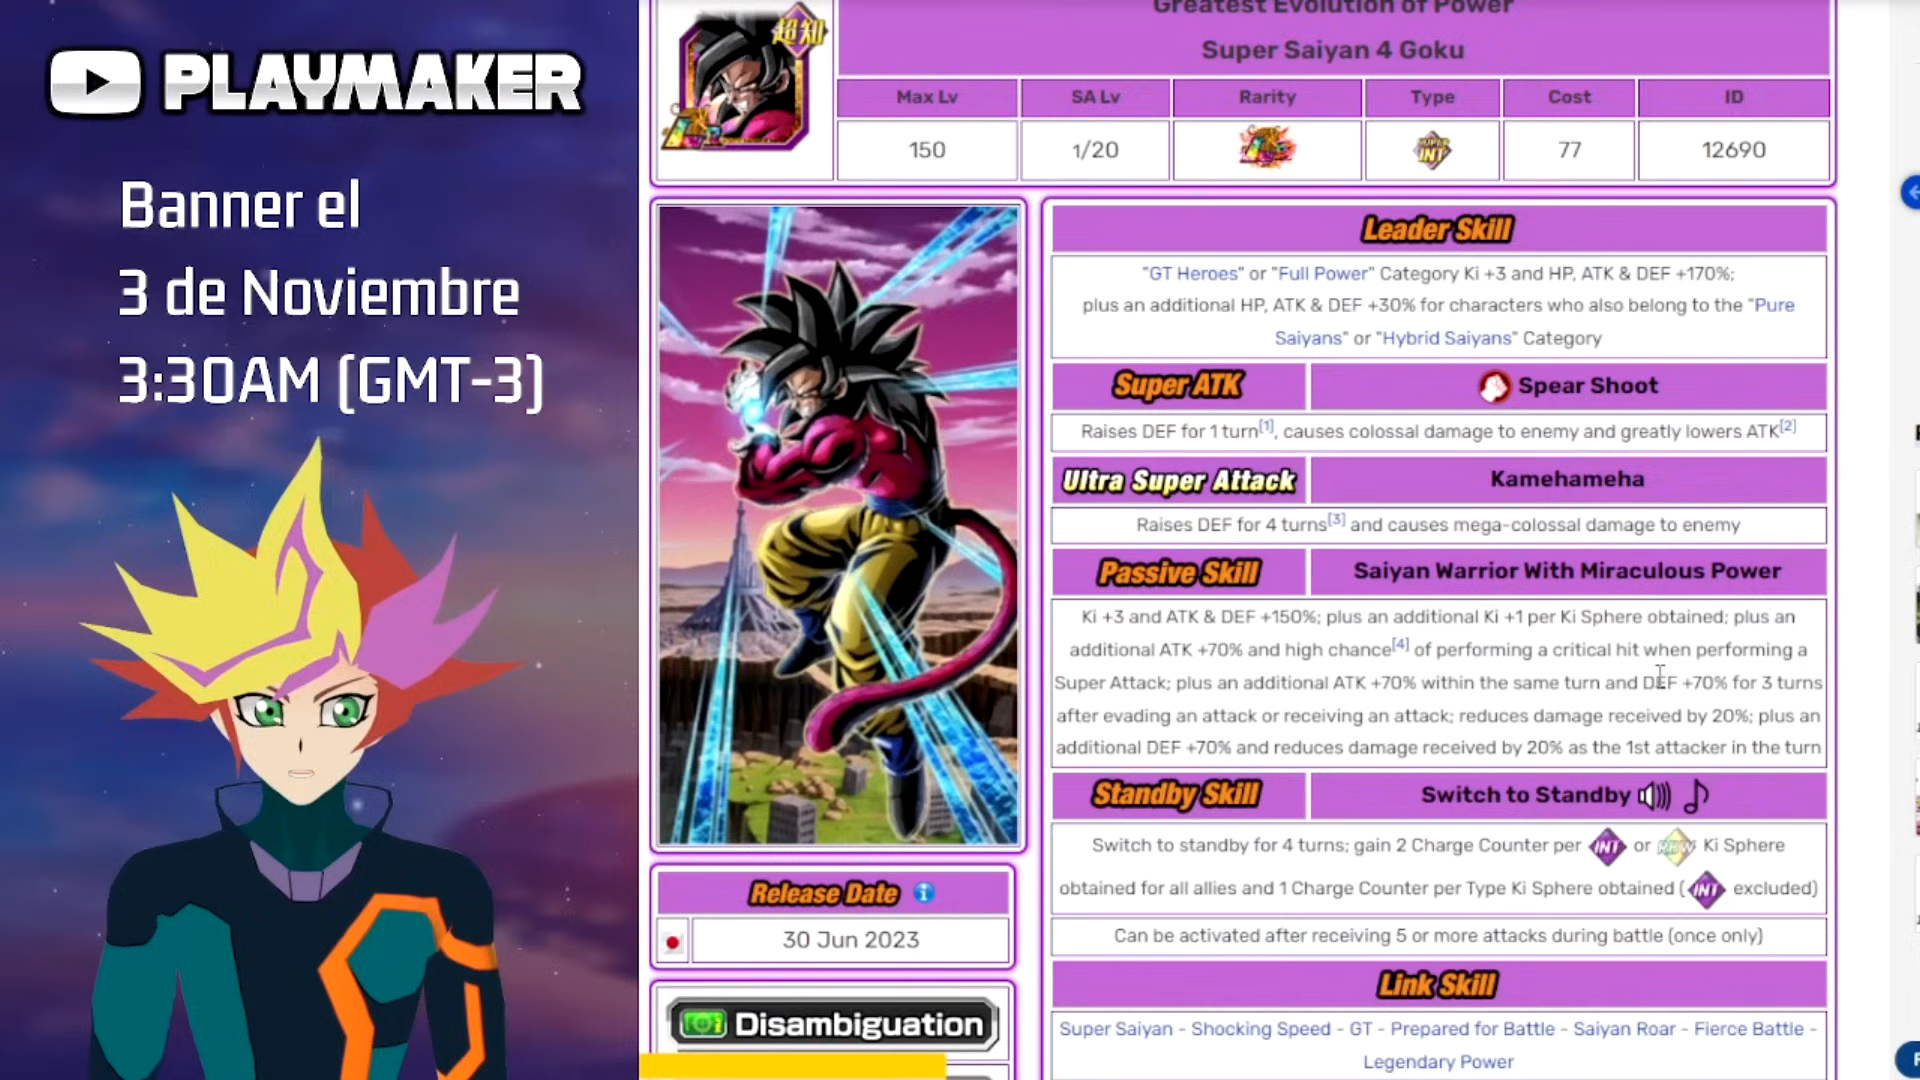 PLAYMAKER
Banner el
3 de Noviembre
3:30AM (GMT-3)
超知
Greatest Evolution of Power
Super Saiyan 4 Goku
Max Lv SA Lv Rarity Type Cost ID
150 1/20 LR SUPER INT 77 12690
Leader Skill
"GT Heroes" or "Full Power" Category Ki +3 and HP, ATK & DEF +170%;
plus an additional HP, ATK & DEF +30% for characters who also belong to the "Pure
Saiyans" or "Hybrid Saiyans" Category
Super ATK Spear Shoot
Raises DEF for 1 turn[1], causes colossal damage to enemy and greatly lowers ATK[2]
Ultra Super Attack Kamehameha
Raises DEF for 4 turns[3] and causes mega-colossal damage to enemy
Passive Skill Saiyan Warrior With Miraculous Power
Ki +3 and ATK & DEF +150%; plus an additional Ki +1 per Ki Sphere obtained; plus an
additional ATK +70% and high chance[4] of performing a critical hit when performing a
Super Attack; plus an additional ATK +70% within the same turn and DEF +70% for 3 turns
after evading an attack or receiving an attack; reduces damage received by 20%; plus an
additional DEF +70% and reduces damage received by 20% as the 1st attacker in the turn
Standby Skill Switch to Standby
Switch to standby for 4 turns; gain 2 Charge Counter per INT or RBW Ki Sphere
obtained for all allies and 1 Charge Counter per Type Ki Sphere obtained (INT excluded)
Can be activated after receiving 5 or more attacks during battle (once only)
Link Skill
Super Saiyan - Shocking Speed - GT - Prepared for Battle - Saiyan Roar - Fierce Battle -
Legendary Power
Release Date
30 Jun 2023
Disambiguation